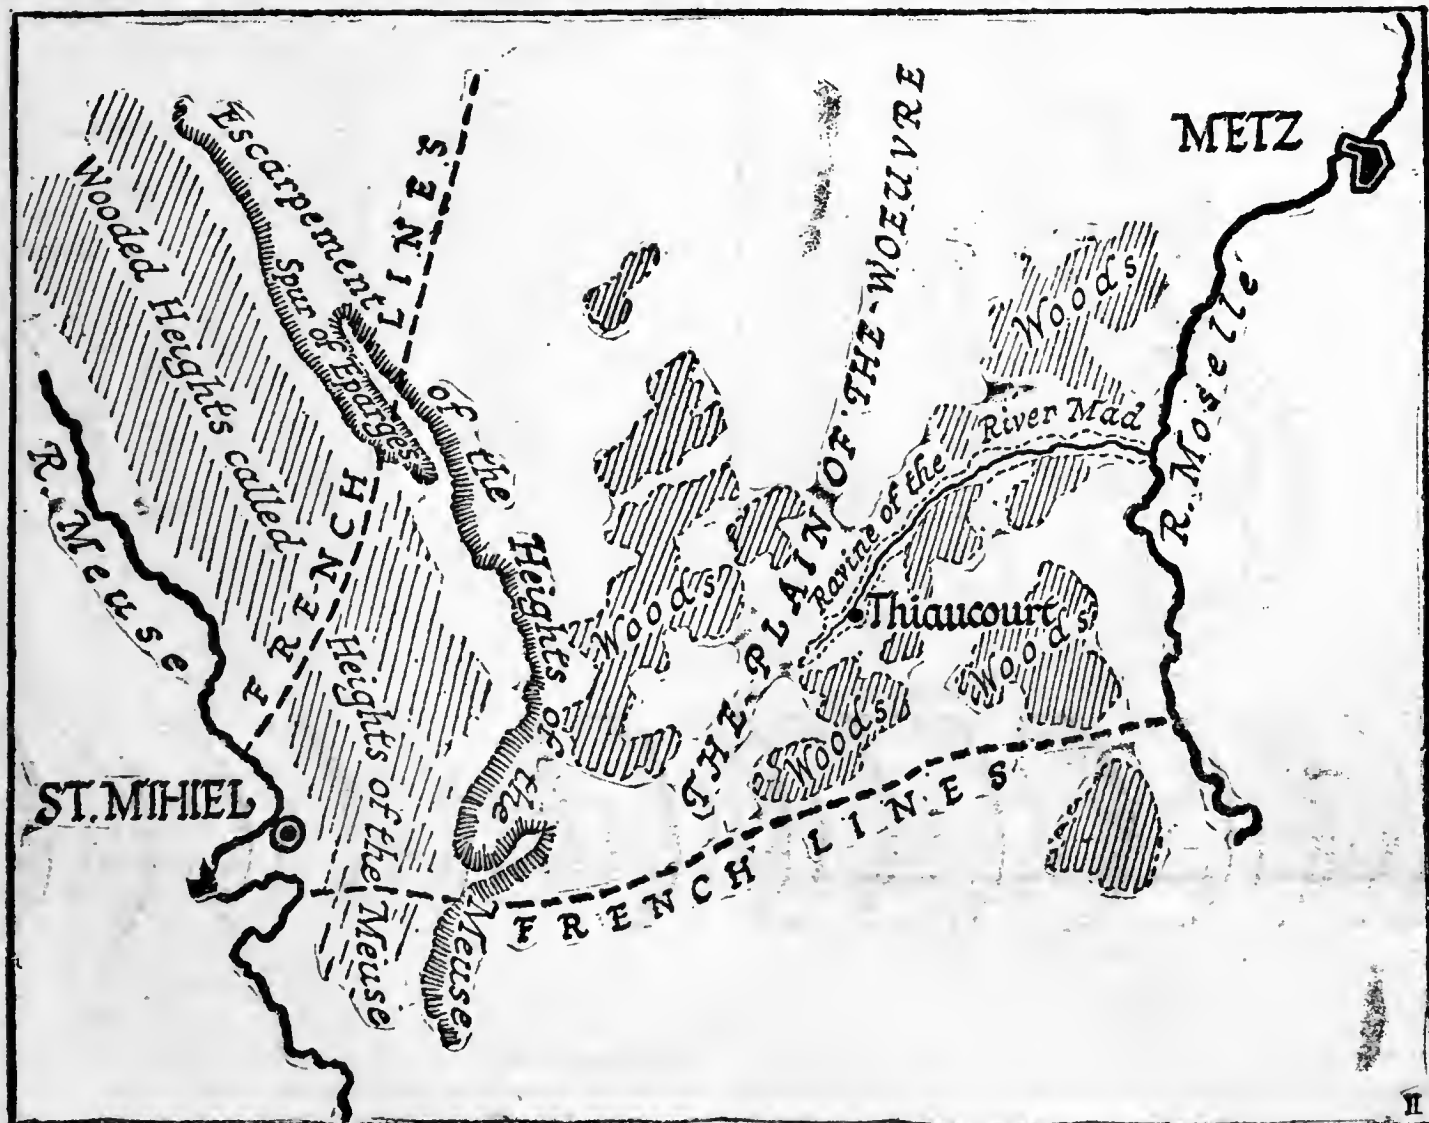 METZ
Escarpement of the Heights of the Meuse
FRENCH LINES
Wooded Heights called Heights of the Meuse
Spur of Eparges
THE PLAIN OF-THE-WOEUVRE
Woods
River Mad
Ravine of the
R. Moselle
R. Meuse
Woods
Thiaucourt
Woods
Woods
ST. MIHIEL
FRENCH LINES
II